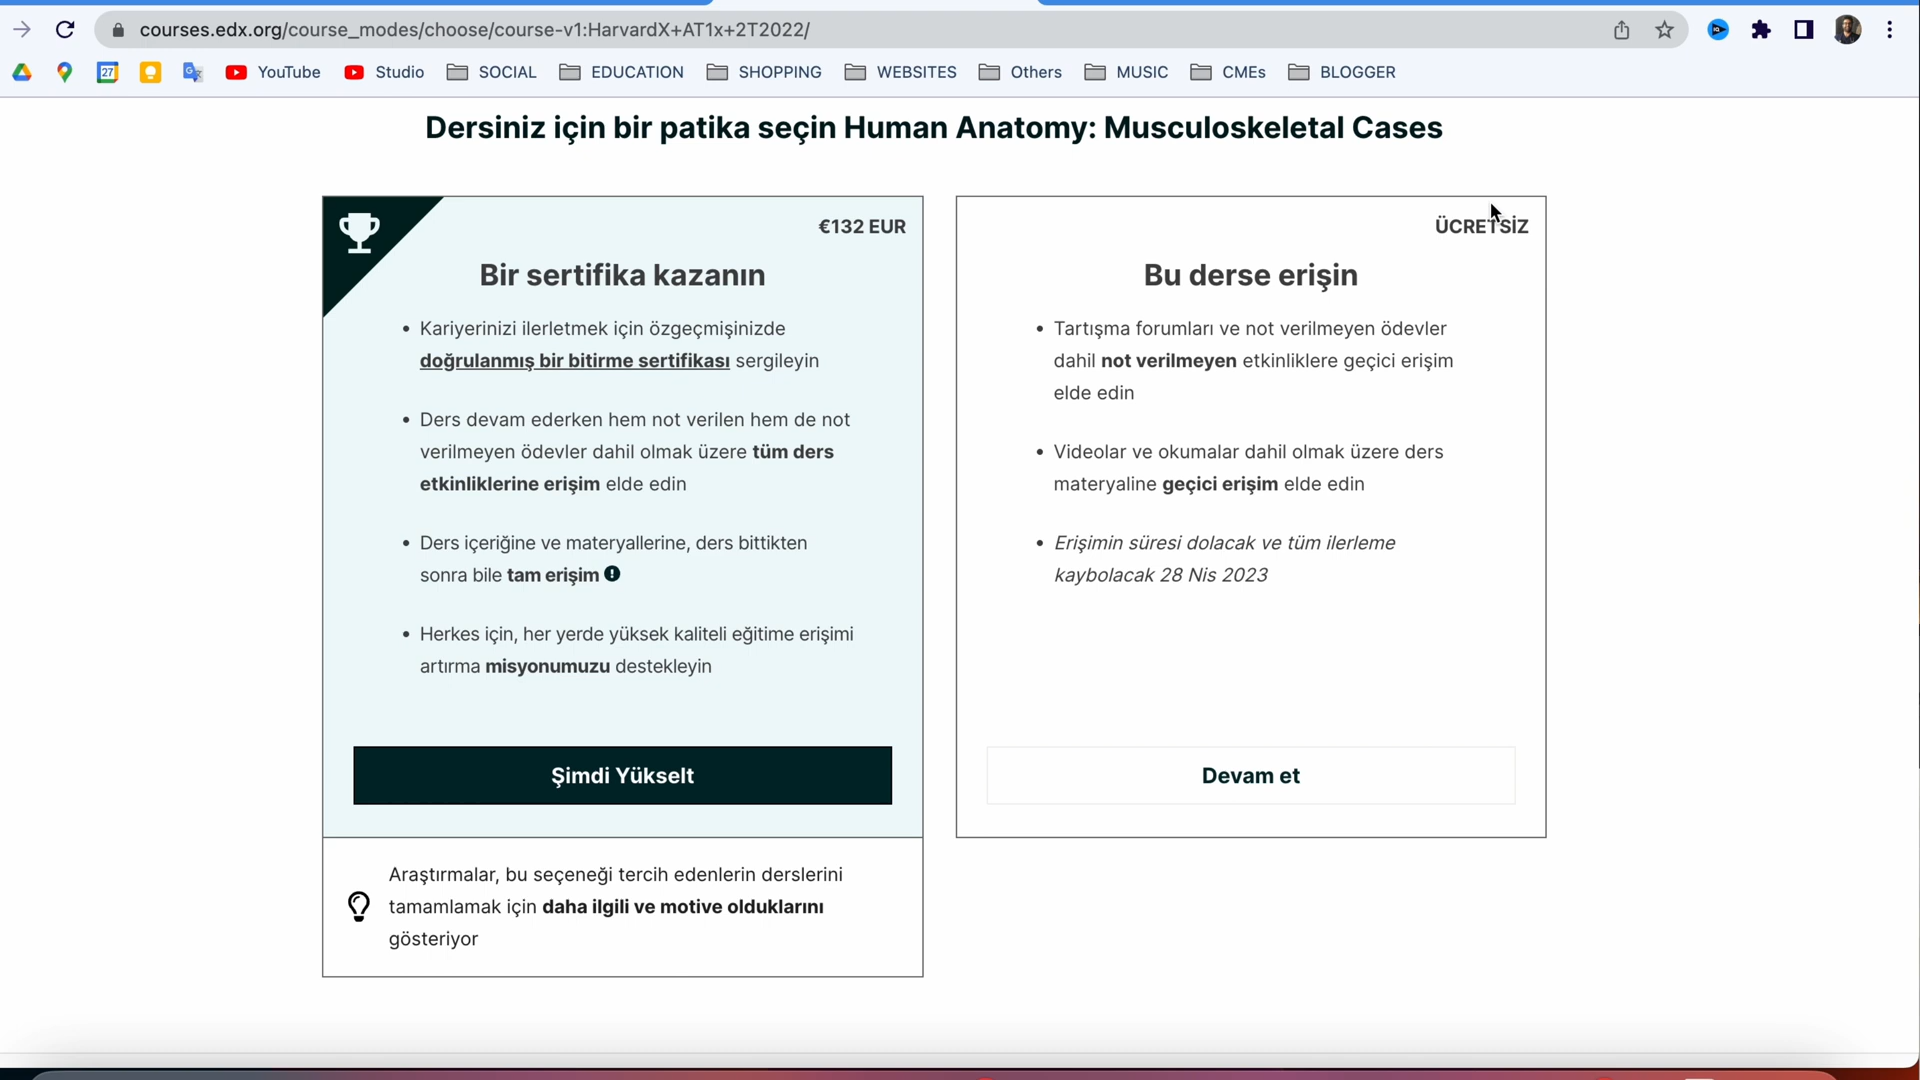 courses.edx.org/course_modes/choose/course-v1:HarvardX+AT1x+2T2022/
27
YouTube
Studio
SOCIAL
EDUCATION
SHOPPING
WEBSITES
Others
MUSIC
CMEs
BLOGGER
Dersiniz için bir patika seçin Human Anatomy: Musculoskeletal Cases
€132 EUR
Bir sertifika kazanın
• Kariyerinizi ilerletmek için özgeçmişinizde
doğrulanmış bir bitirme sertifikası sergileyin
• Ders devam ederken hem not verilen hem de not
verilmeyen ödevler dahil olmak üzere tüm ders
etkinliklerine erişim elde edin
• Ders içeriğine ve materyallerine, ders bittikten
sonra bile tam erişim
• Herkes için, her yerde yüksek kaliteli eğitime erişimi
artırma misyonumuzu destekleyin
Şimdi Yükselt
Araştırmalar, bu seçeneği tercih edenlerin derslerini
tamamlamak için daha ilgili ve motive olduklarını
gösteriyor
ÜCRETSİZ
Bu derse erişin
• Tartışma forumları ve not verilmeyen ödevler
dahil not verilmeyen etkinliklere geçici erişim
elde edin
• Videolar ve okumalar dahil olmak üzere ders
materyaline geçici erişim elde edin
• Erişimin süresi dolacak ve tüm ilerleme
kaybolacak 28 Nis 2023
Devam et